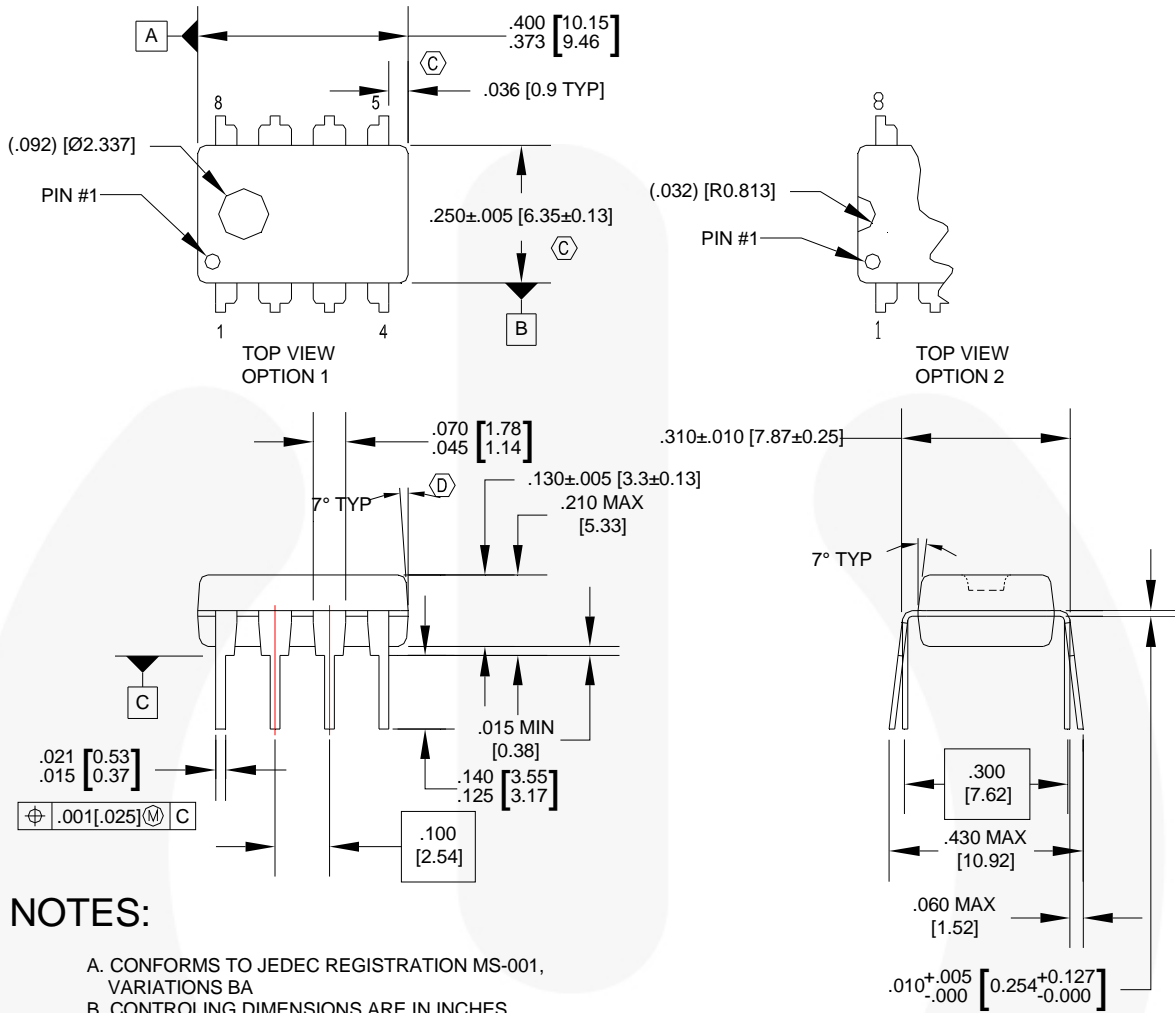 A
.400 [10.15]
.373 [9.46]
C
.036 [0.9 TYP]
8
5
(.092) [Ø2.337]
PIN #1
.250±.005 [6.35±0.13]
C
B
1
4
TOP VIEW
OPTION 1
8
(.032) [R0.813]
PIN #1
1
TOP VIEW
OPTION 2
.070 [1.78]
.045 [1.14]
7° TYP
D
.130±.005 [3.3±0.13]
.210 MAX
[5.33]
C
.015 MIN
[0.38]
.021 [0.53]
.015 [0.37]
⌖ .001[.025]Ⓜ C
.140 [3.55]
.125 [3.17]
.100
[2.54]
.310±.010 [7.87±0.25]
7° TYP
.300
[7.62]
.430 MAX
[10.92]
.060 MAX
[1.52]
.010+.005 -.000 [0.254+0.127 -0.000]
NOTES:
A. CONFORMS TO JEDEC REGISTRATION MS-001,
VARIATIONS BA
B. CONTROLING DIMENSIONS ARE IN INCHES